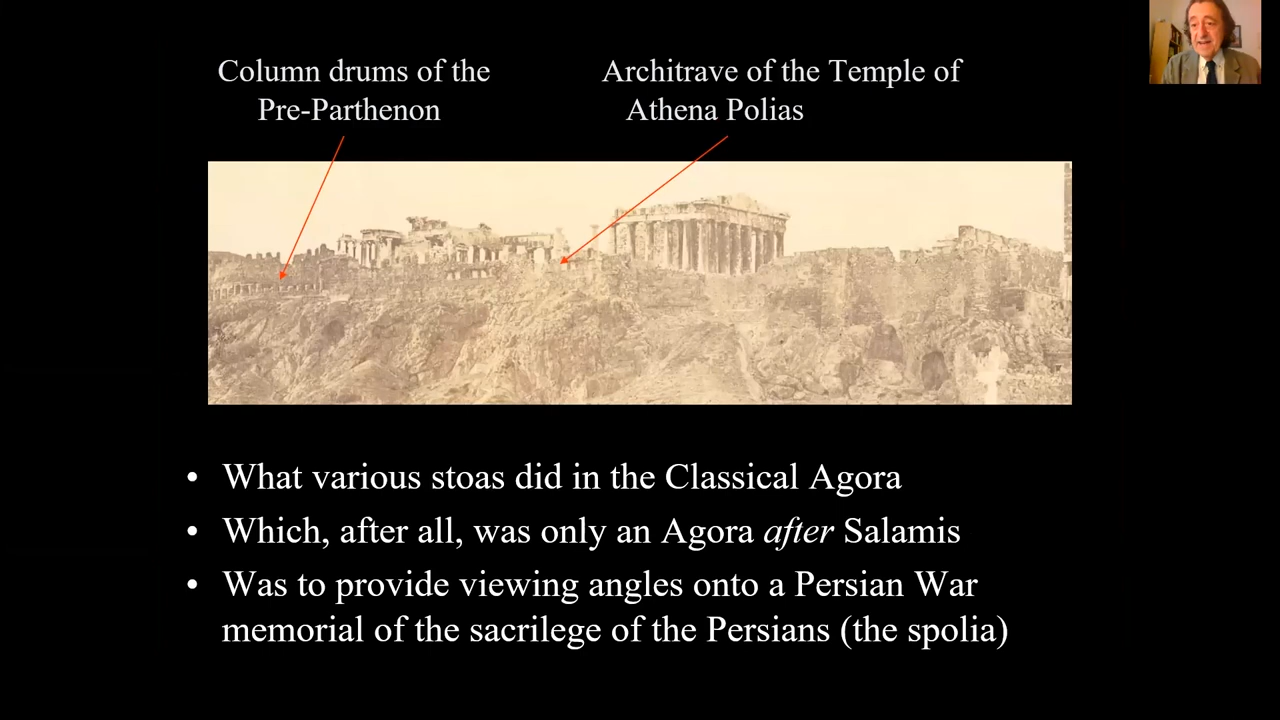 Column drums of the
Pre-Parthenon
Architrave of the Temple of
Athena Polias
• What various stoas did in the Classical Agora
• Which, after all, was only an Agora after Salamis
• Was to provide viewing angles onto a Persian War
memorial of the sacrilege of the Persians (the spolia)